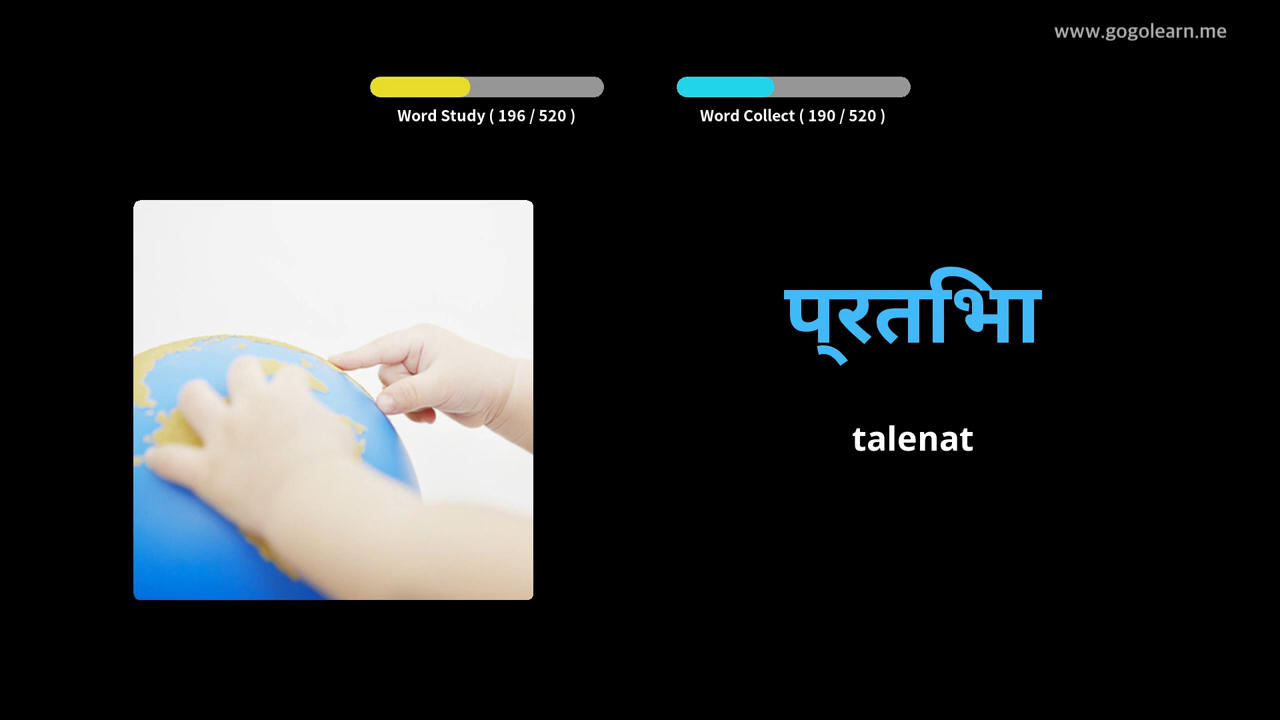 www.gogolearn.me
Word Study ( 196 / 520 )
Word Collect ( 190 / 520 )
प्रतिभा
talenat